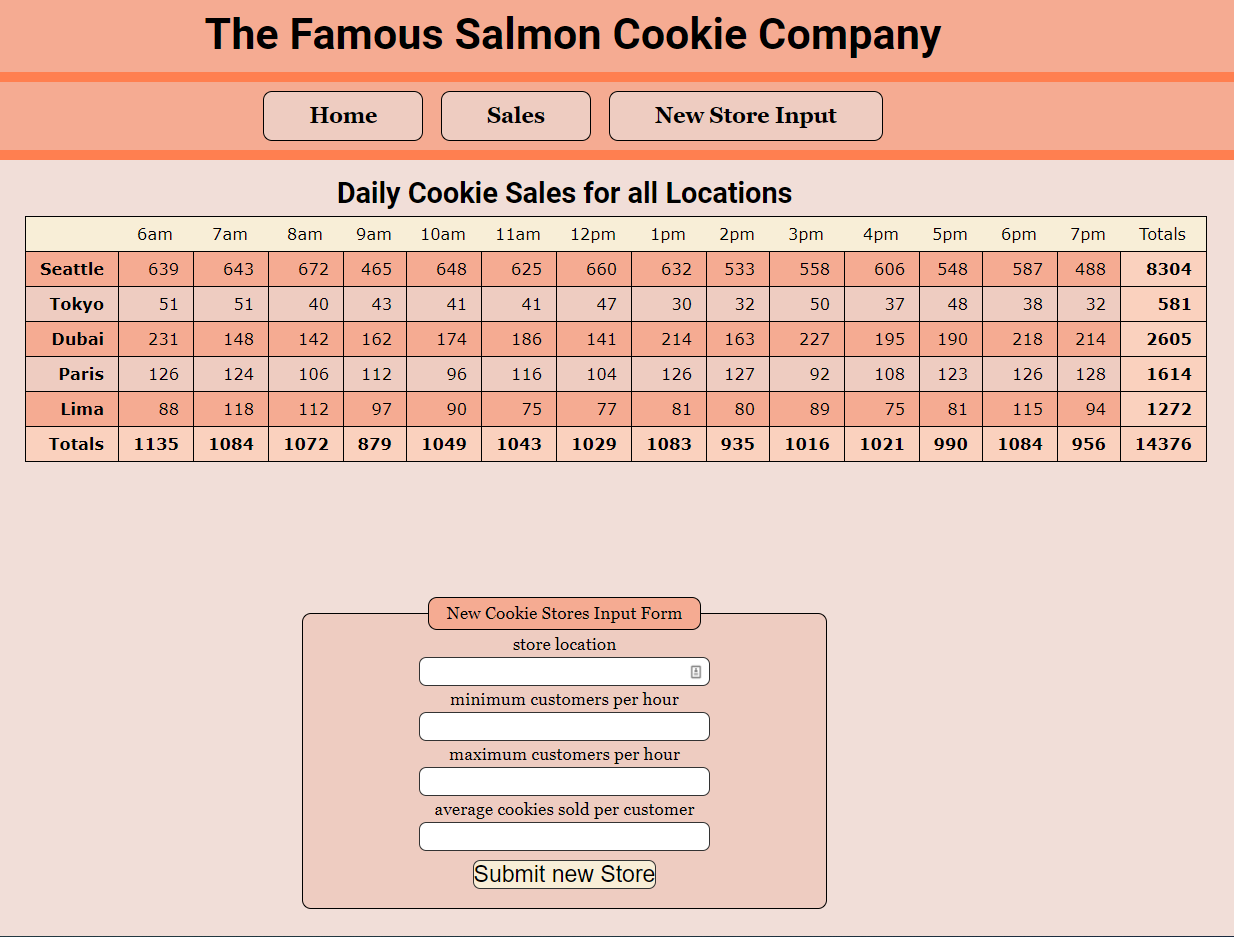 The Famous Salmon Cookie Company
Home Sales New Store Input
Daily Cookie Sales for all Locations
6am 7am 8am 9am 10am 11am 12pm 1pm 2pm 3pm 4pm 5pm 6pm 7pm Totals
Seattle 639 643 672 465 648 625 660 632 533 558 606 548 587 488 8304
Tokyo 51 51 40 43 41 41 47 30 32 50 37 48 38 32 581
Dubai 231 148 142 162 174 186 141 214 163 227 195 190 218 214 2605
Paris 126 124 106 112 96 116 104 126 127 92 108 123 126 128 1614
Lima 88 118 112 97 90 75 77 81 80 89 75 81 115 94 1272
Totals 1135 1084 1072 879 1049 1043 1029 1083 935 1016 1021 990 1084 956 14376
New Cookie Stores Input Form
store location
minimum customers per hour
maximum customers per hour
average cookies sold per customer
Submit new Store